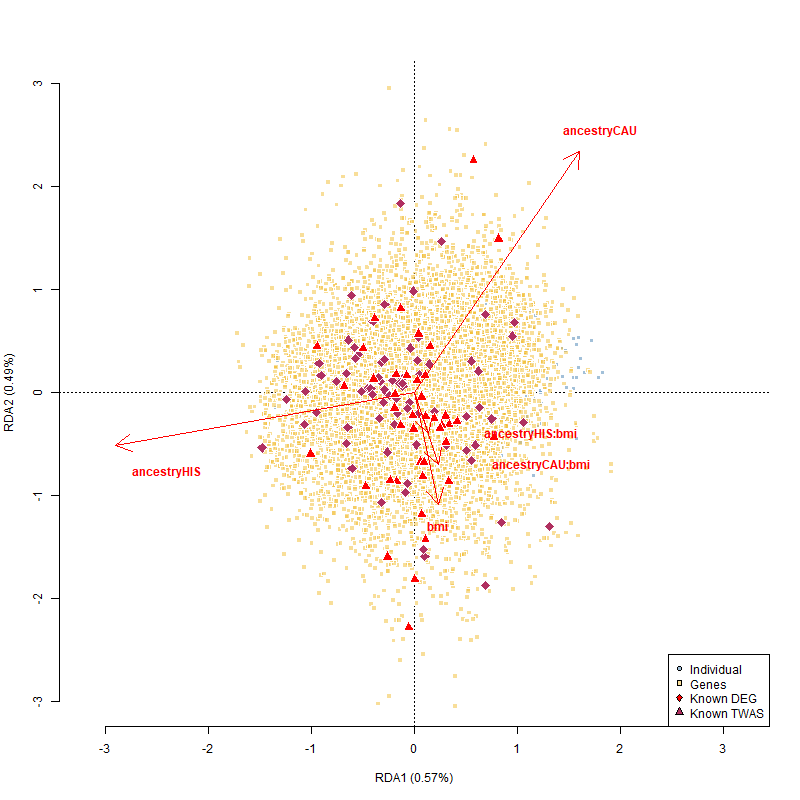 ancestryCAU
ancestryHIS:bmi
ancestryCAU:bmi
ancestryHIS
bmi
RDA2 (0.49%)
3
2
1
0
-1
-2
-3
-3
-2
-1
0
1
2
3
RDA1 (0.57%)
Individual
Genes
Known DEG
Known TWAS